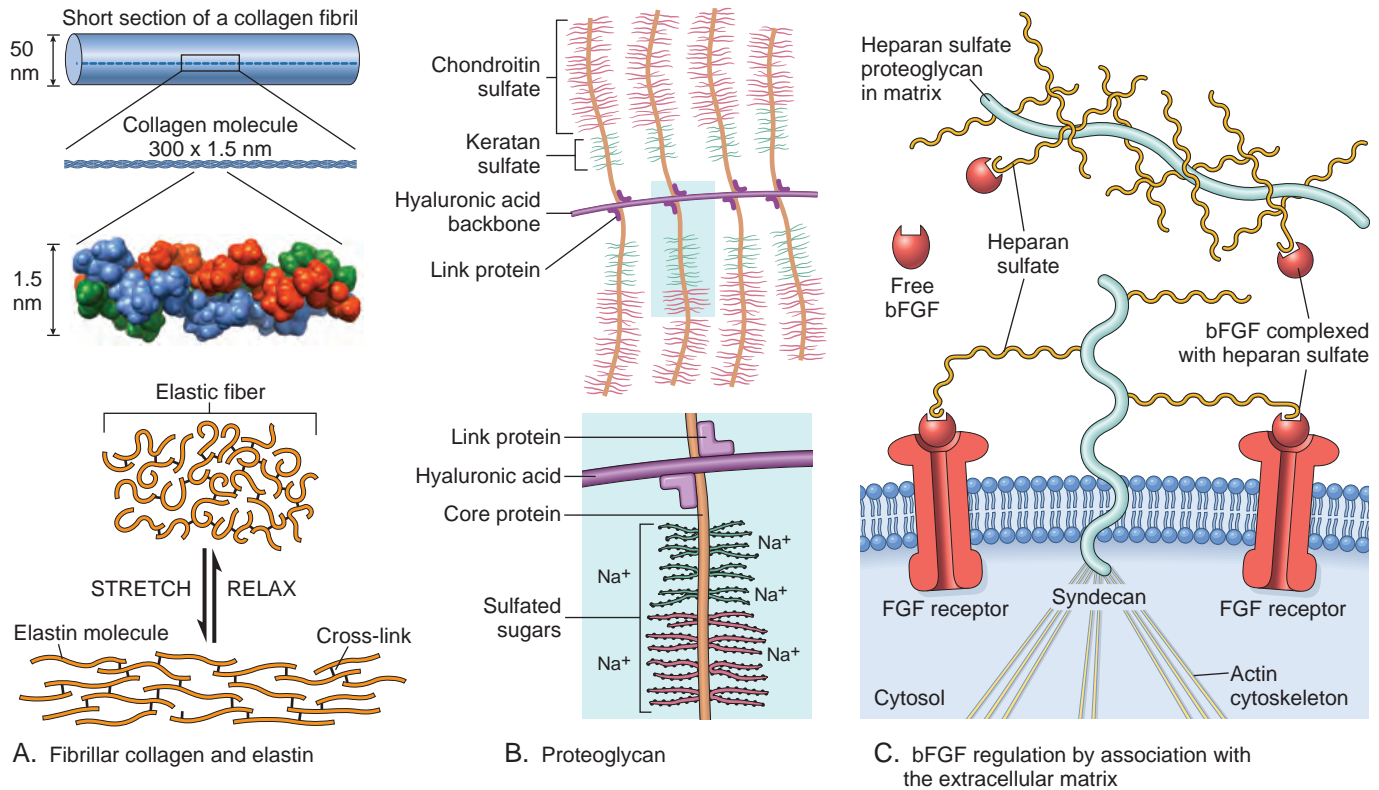 Short section of a collagen fibril
50
nm
Collagen molecule
300 x 1.5 nm
1.5
nm
Elastic fiber
STRETCH
RELAX
Elastin molecule
Cross-link
A. Fibrillar collagen and elastin
Chondroitin
sulfate
Keratan
sulfate
Hyaluronic acid
backbone
Link protein
Link protein
Hyaluronic acid
Core protein
Na+
Na+
Na+
Sulfated
sugars
Na+
Na+
B. Proteoglycan
Heparan sulfate
proteoglycan
in matrix
Heparan
sulfate
Free
bFGF
bFGF complexed
with heparan sulfate
FGF receptor
Syndecan
FGF receptor
Cytosol
Actin
cytoskeleton
C. bFGF regulation by association with
the extracellular matrix